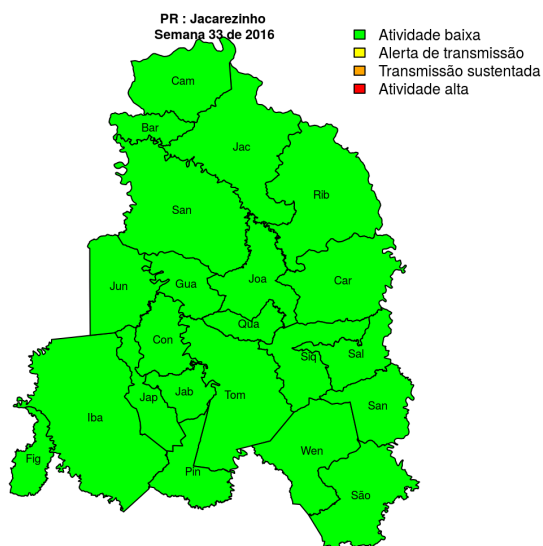 PR : Jacarezinho
Semana 33 de 2016
Atividade baixa
Alerta de transmissão
Transmissão sustentada
Atividade alta
Cam
Bar
Jac
Rib
San
Jun
Gua
Joa
Car
Qua
Con
Siq
Sal
Jap
Jab
Tom
San
Iba
Wen
Fig
Pin
São